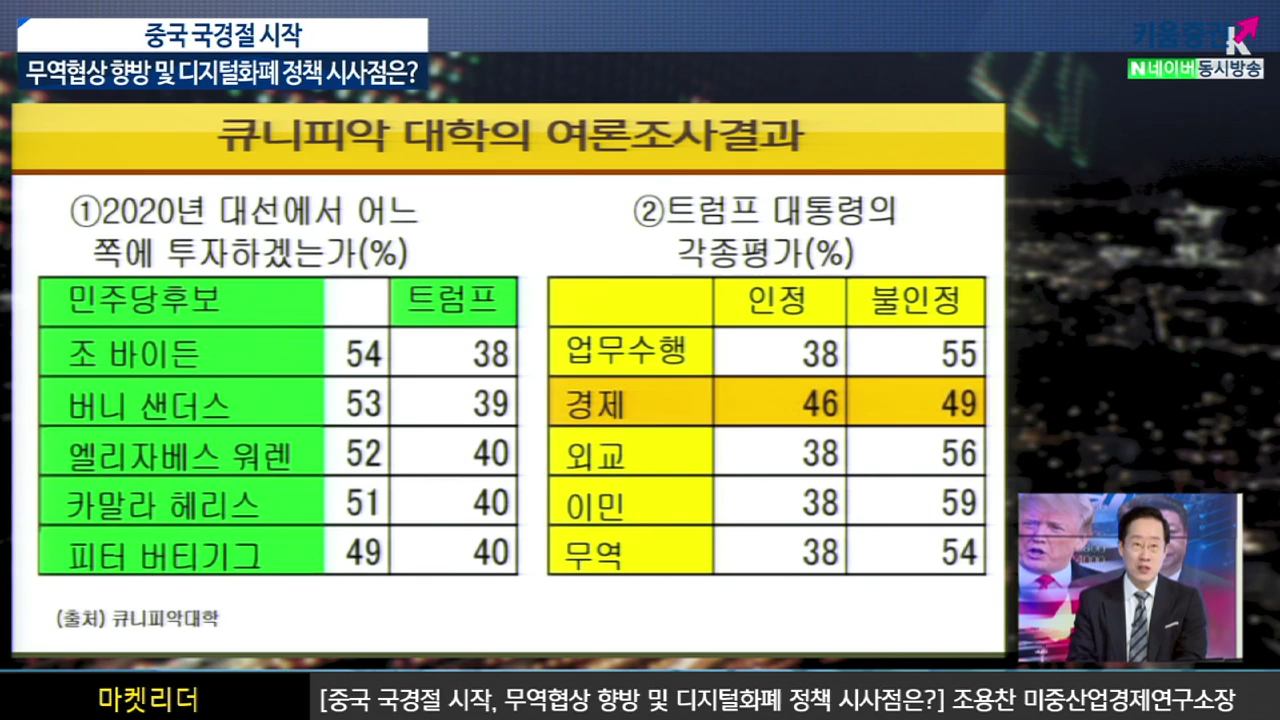 중국 국경절 시작
무역협상 향방 및 디지털화폐 정책 시사점은?
키움증권
N네이버 동시방송
큐니피악 대학의 여론조사결과
①2020년 대선에서 어느
쪽에 투자하겠는가(%)
민주당후보 트럼프
조 바이든 54 38
버니 샌더스 53 39
엘리자베스 워렌 52 40
카말라 헤리스 51 40
피터 버티기그 49 40
②트럼프 대통령의
각종평가(%)
인정 불인정
업무수행 38 55
경제 46 49
외교 38 56
이민 38 59
무역 38 54
(출처) 큐니피악대학
마켓리더
[중국 국경절 시작, 무역협상 향방 및 디지털화폐 정책 시사점은?] 조용찬 미중산업경제연구소장